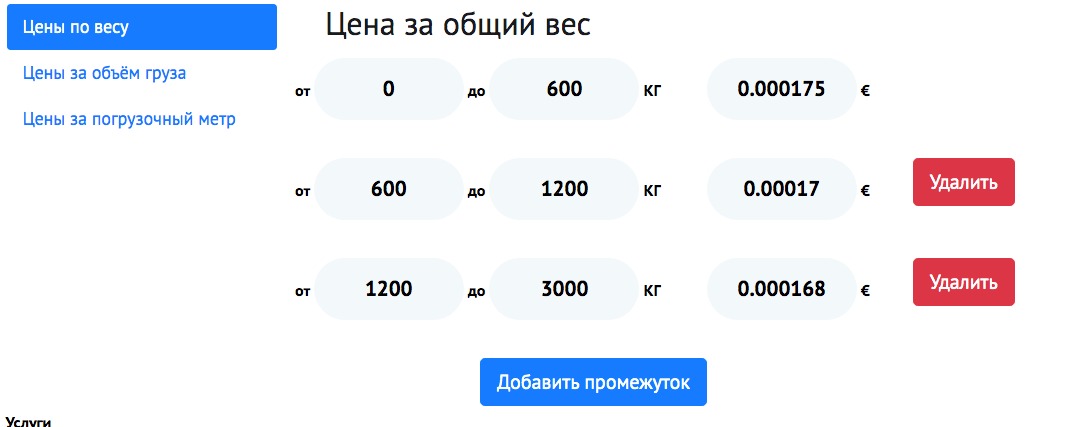 Цены по весу
Цены за объём груза
Цены за погрузочный метр
Цена за общий вес
от 0 до 600 КГ 0.000175 €
от 600 до 1200 КГ 0.00017 € Удалить
от 1200 до 3000 КГ 0.000168 € Удалить
Добавить промежуток
Услуги